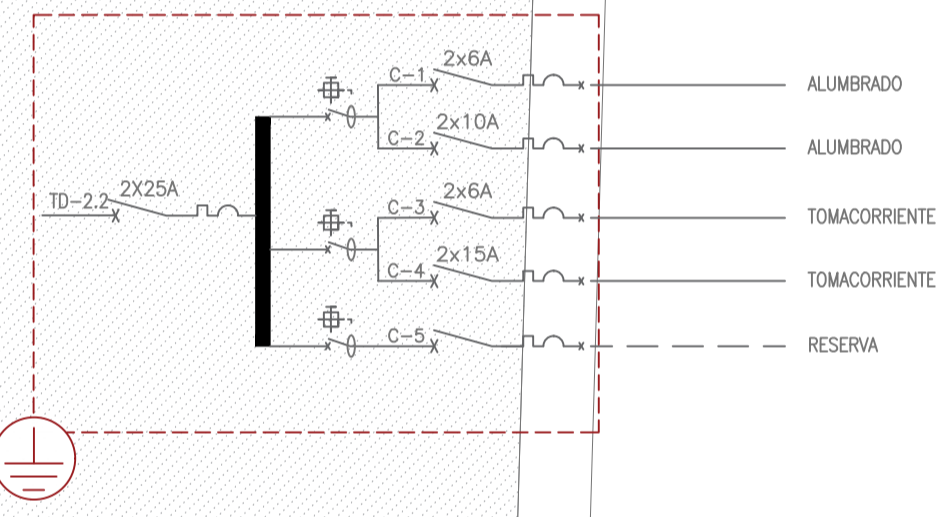 2x6A
C-1
ALUMBRADO
2x10A
C-2
ALUMBRADO
TD-2.2
2X25A
2x6A
C-3
TOMACORRIENTE
2x15A
C-4
TOMACORRIENTE
C-5
RESERVA